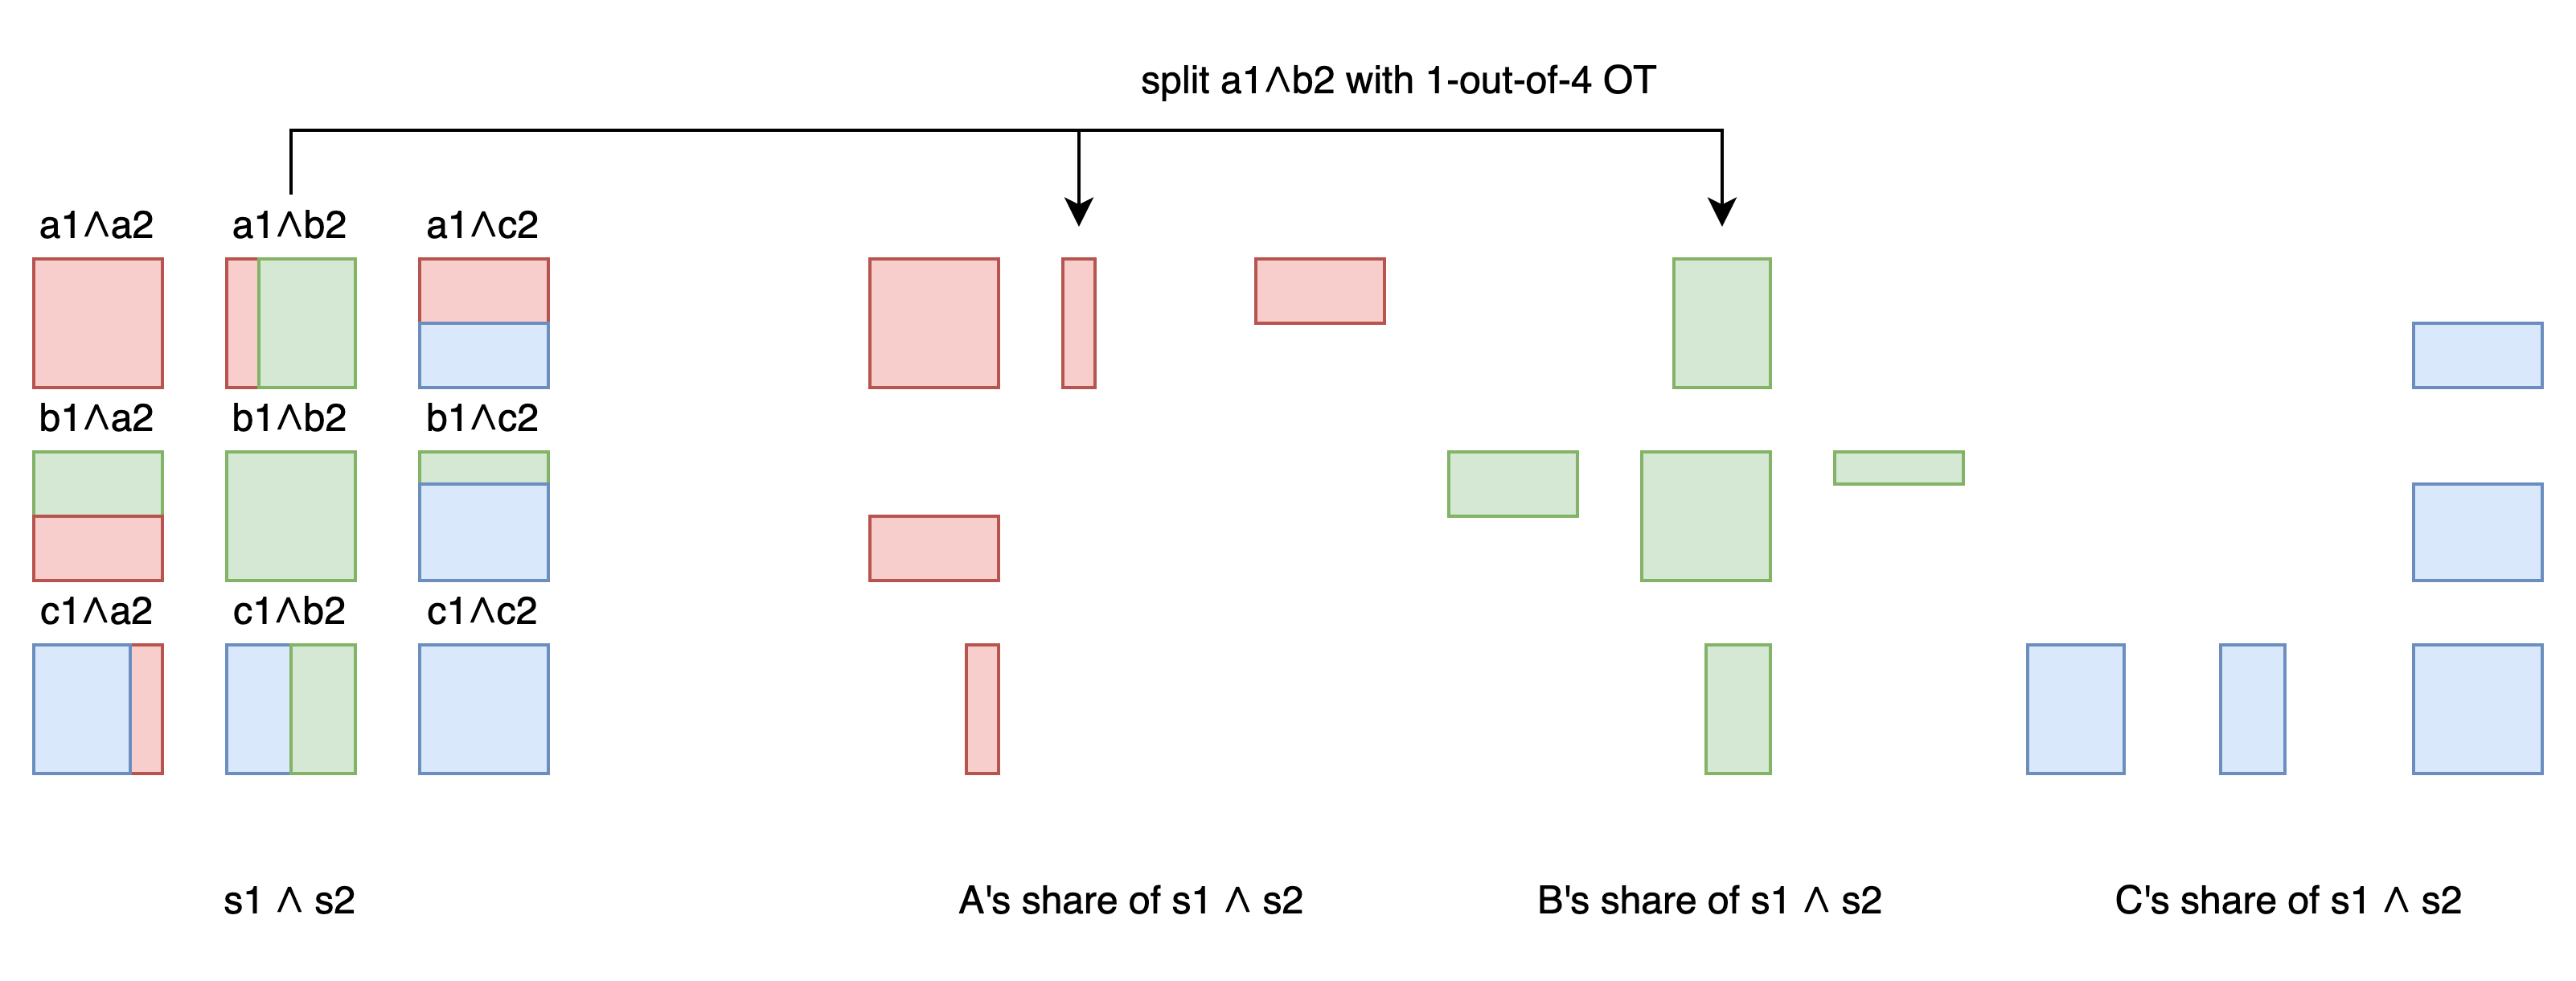 split a1∧b2 with 1-out-of-4 OT
a1∧a2 a1∧b2 a1∧c2
b1∧a2 b1∧b2 b1∧c2
c1∧a2 c1∧b2 c1∧c2
s1 ∧ s2
A's share of s1 ∧ s2
B's share of s1 ∧ s2
C's share of s1 ∧ s2